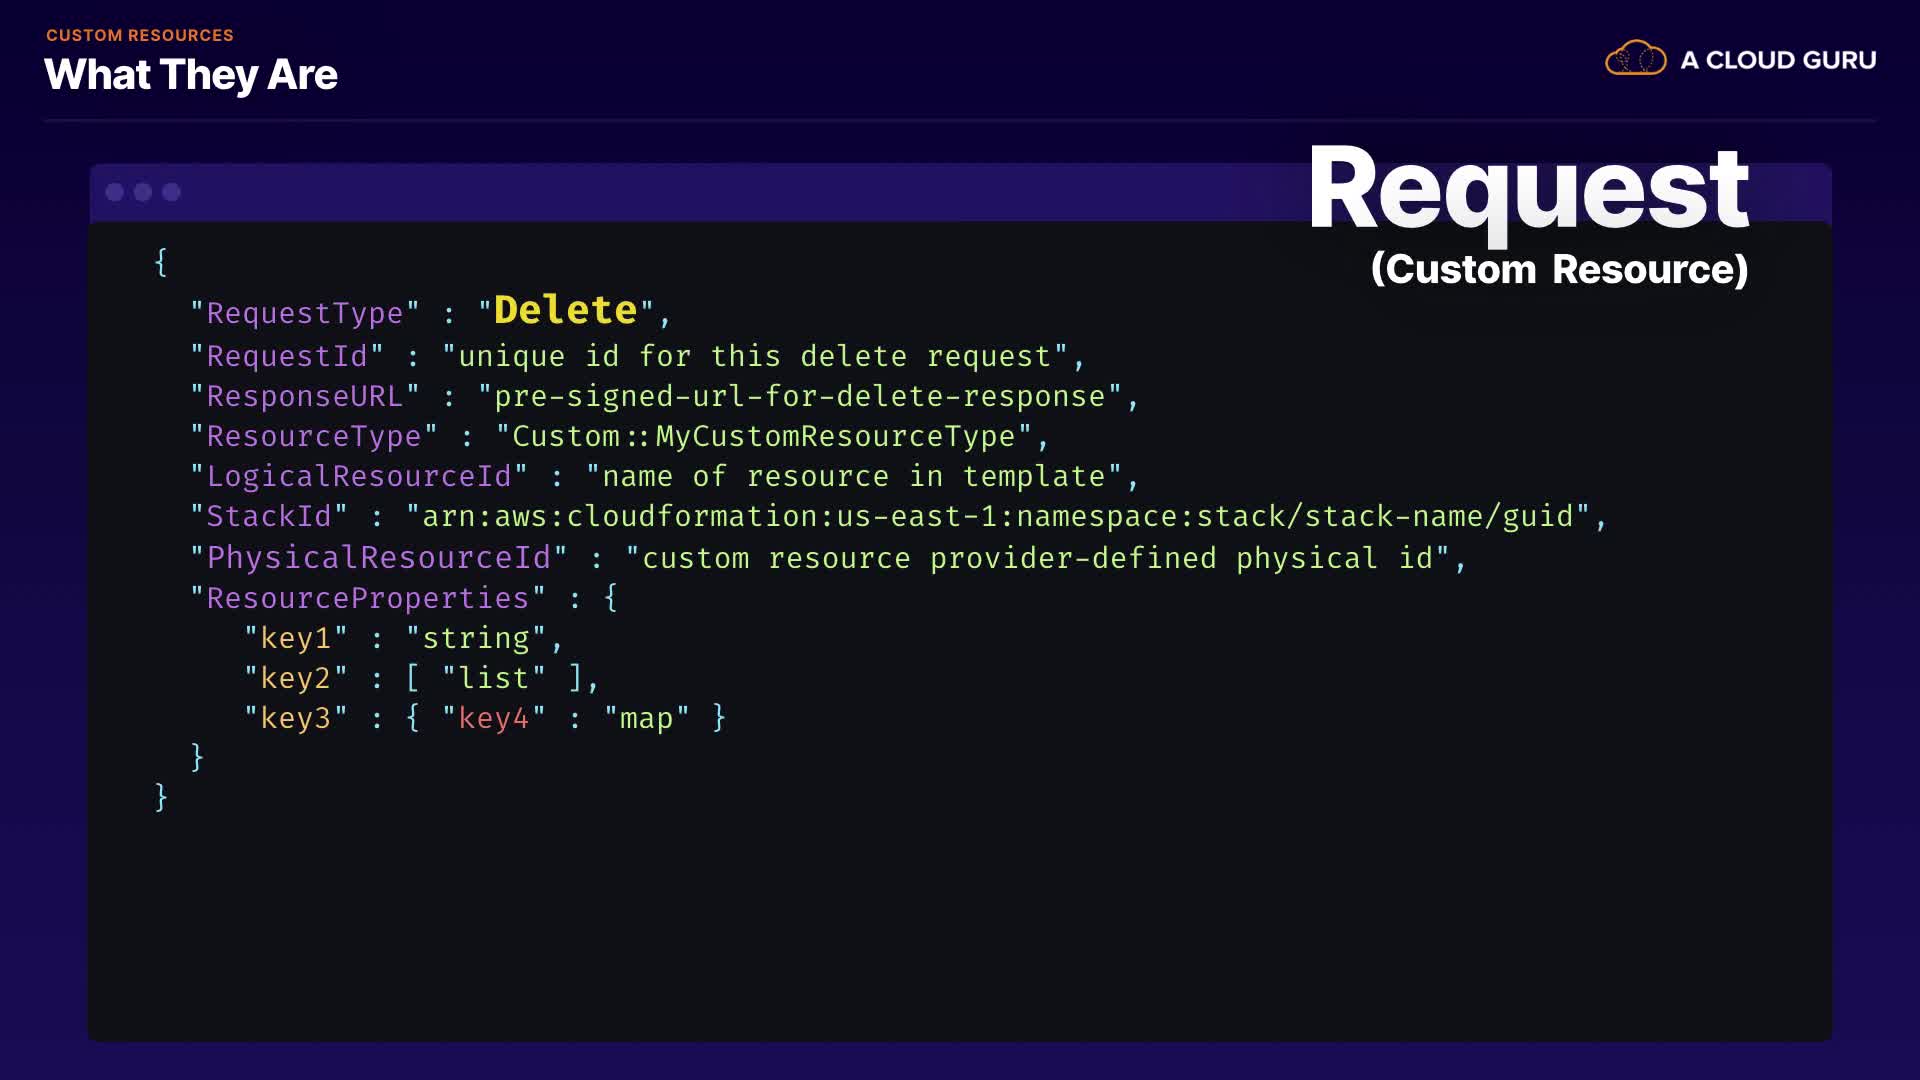 CUSTOM RESOURCES
What They Are
A CLOUD GURU
Request
(Custom Resource)
{
"RequestType" : "Delete",
"RequestId" : "unique id for this delete request",
"ResponseURL" : "pre-signed-url-for-delete-response",
"ResourceType" : "Custom::MyCustomResourceType",
"LogicalResourceId" : "name of resource in template",
"StackId" : "arn:aws:cloudformation:us-east-1:namespace:stack/stack-name/guid",
"PhysicalResourceId" : "custom resource provider-defined physical id",
"ResourceProperties" : {
"key1" : "string",
"key2" : [ "list" ],
"key3" : { "key4" : "map" }
}
}